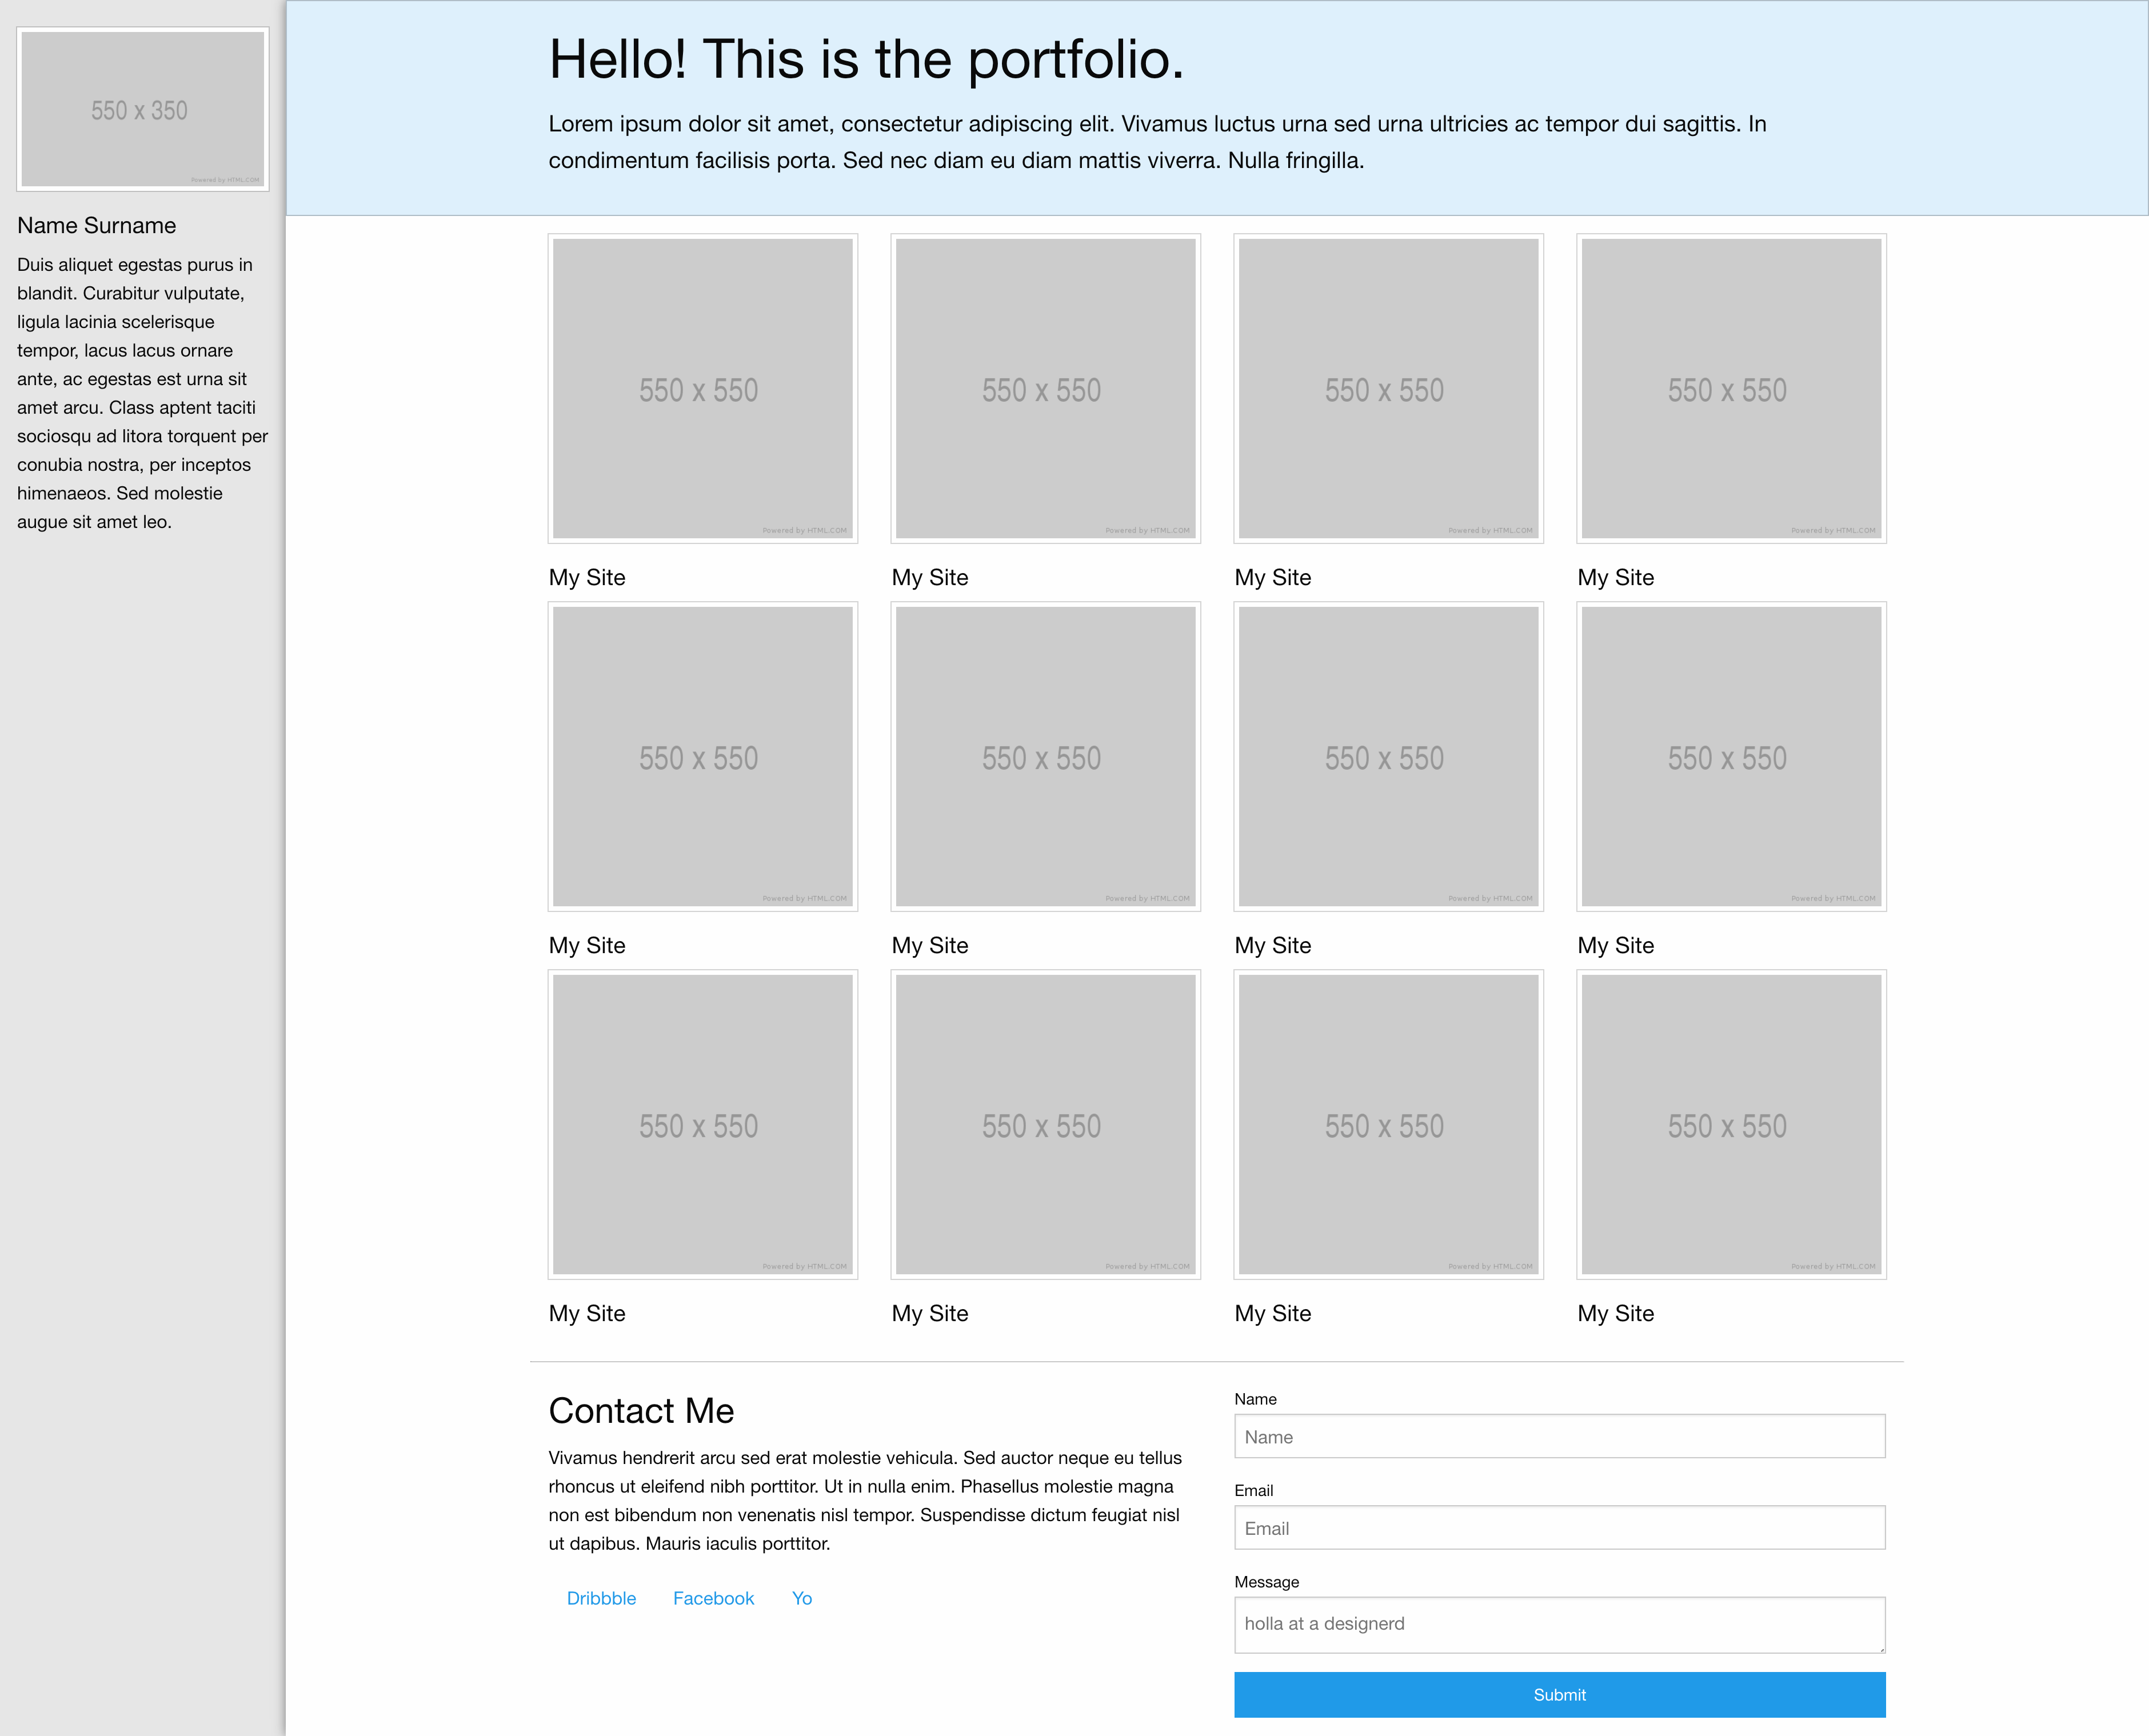 550 x 350
Powered by HTML.COM
Name Surname
Duis aliquet egestas purus in
blandit. Curabitur vulputate,
ligula lacinia scelerisque
tempor, lacus lacus ornare
ante, ac egestas est urna sit
amet arcu. Class aptent taciti
sociosqu ad litora torquent per
conubia nostra, per inceptos
himenaeos. Sed molestie
augue sit amet leo.
Hello! This is the portfolio.
Lorem ipsum dolor sit amet, consectetur adipiscing elit. Vivamus luctus urna sed urna ultricies ac tempor dui sagittis. In
condimentum facilisis porta. Sed nec diam eu diam mattis viverra. Nulla fringilla.
550 x 550 550 x 550 550 x 550 550 x 550
Powered by HTML.COM Powered by HTML.COM Powered by HTML.COM Powered by HTML.COM
My Site My Site My Site My Site
550 x 550 550 x 550 550 x 550 550 x 550
Powered by HTML.COM Powered by HTML.COM Powered by HTML.COM Powered by HTML.COM
My Site My Site My Site My Site
550 x 550 550 x 550 550 x 550 550 x 550
Powered by HTML.COM Powered by HTML.COM Powered by HTML.COM Powered by HTML.COM
My Site My Site My Site My Site
Contact Me
Vivamus hendrerit arcu sed erat molestie vehicula. Sed auctor neque eu tellus
rhoncus ut eleifend nibh porttitor. Ut in nulla enim. Phasellus molestie magna
non est bibendum non venenatis nisl tempor. Suspendisse dictum feugiat nisl
ut dapibus. Mauris iaculis porttitor.
Dribbble Facebook Yo
Name
Name
Email
Email
Message
holla at a designerd
Submit